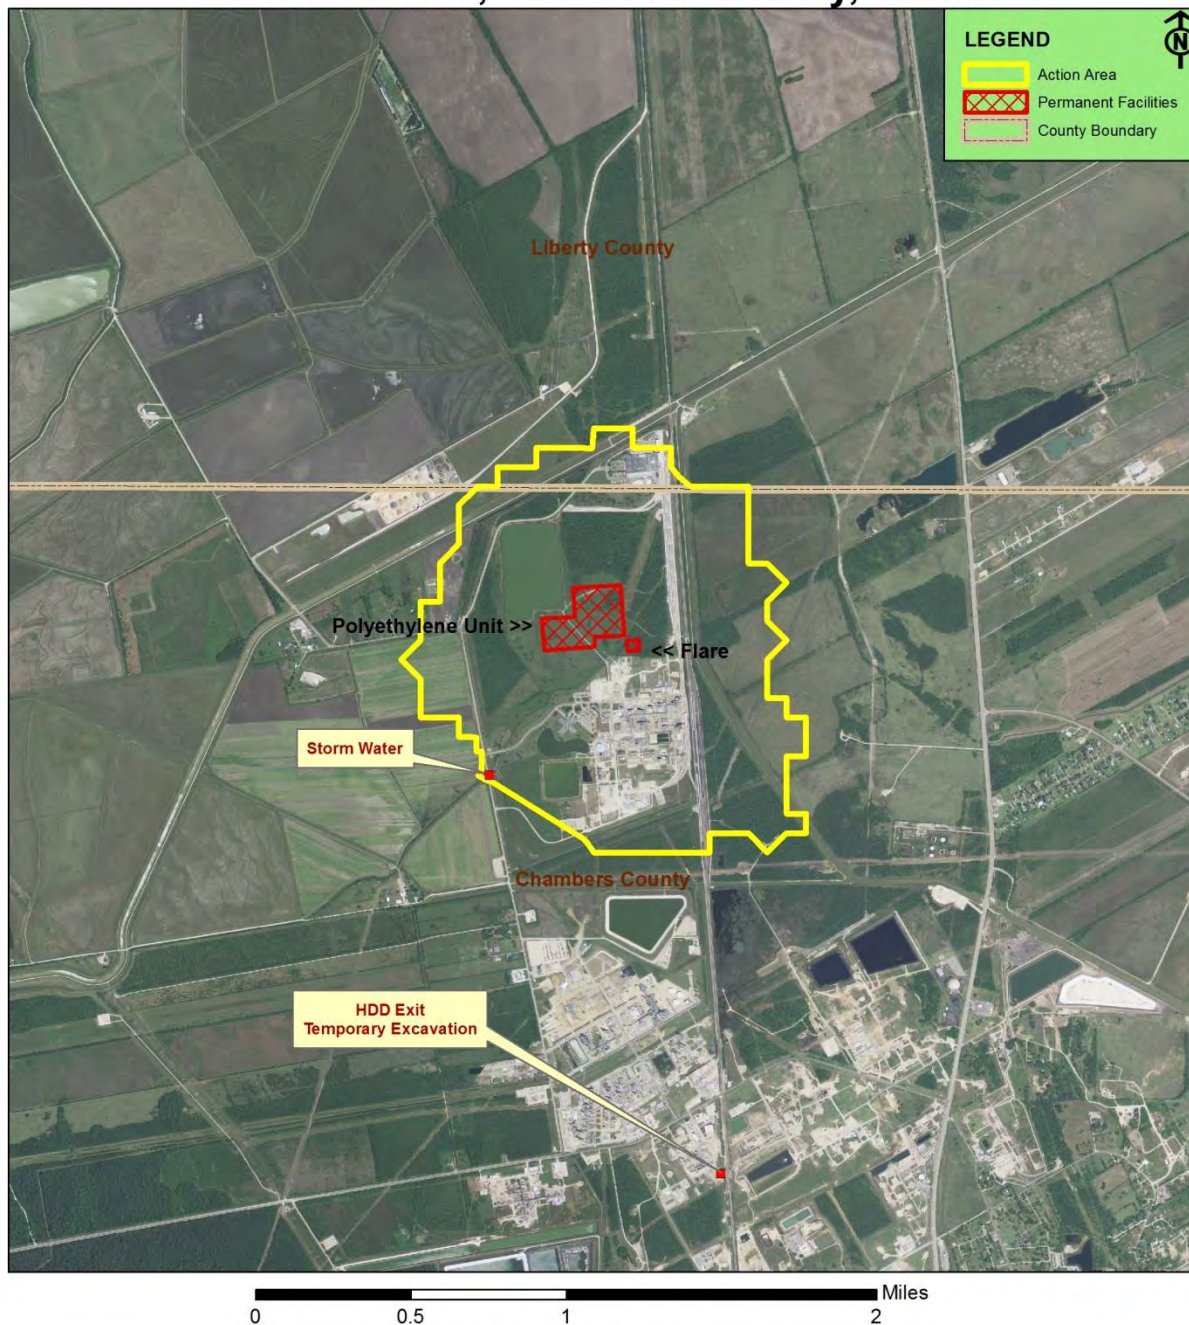 LEGEND
N
Action Area
Permanent Facilities
County Boundary
Liberty County
Polyethylene Unit >>
<< Flare
Storm Water
Chambers County
HDD Exit
Temporary Excavation
Miles
0 0.5 1 2